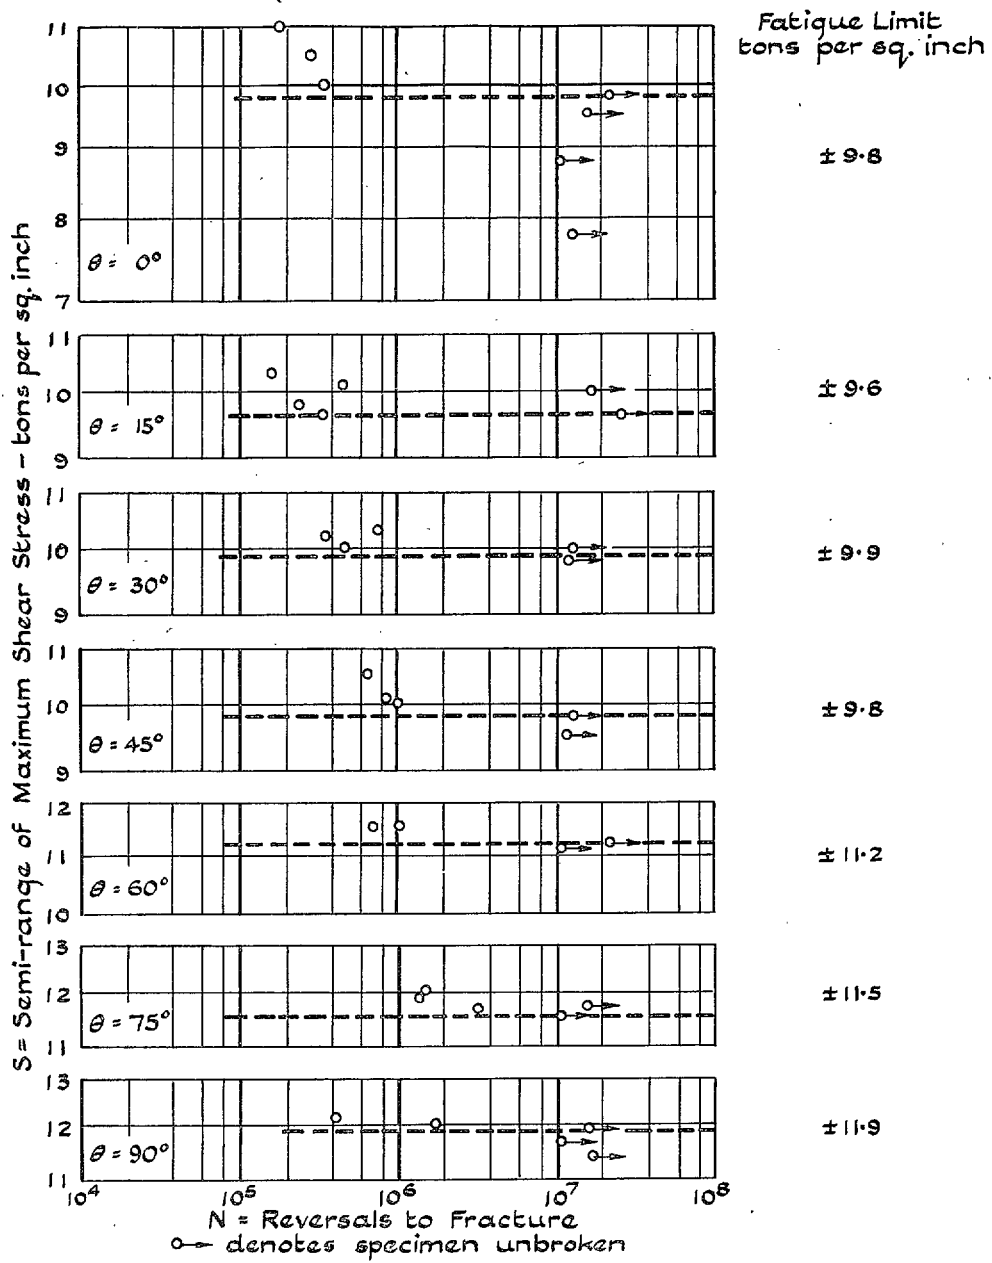 Fatigue Limit
tons per sq. inch
S = Semi-range of Maximum Shear Stress – tons per sq. inch
11
10
9
8
7
θ = 0°
± 9·8
11
10
9
θ = 15°
± 9·6
11
10
9
θ = 30°
± 9·9
11
10
9
θ = 45°
± 9·8
12
11
10
θ = 60°
± 11·2
13
12
11
θ = 75°
± 11·5
13
12
11
θ = 90°
± 11·9
10⁴ 10⁵ 10⁶ 10⁷ 10⁸
N = Reversals to Fracture
denotes specimen unbroken